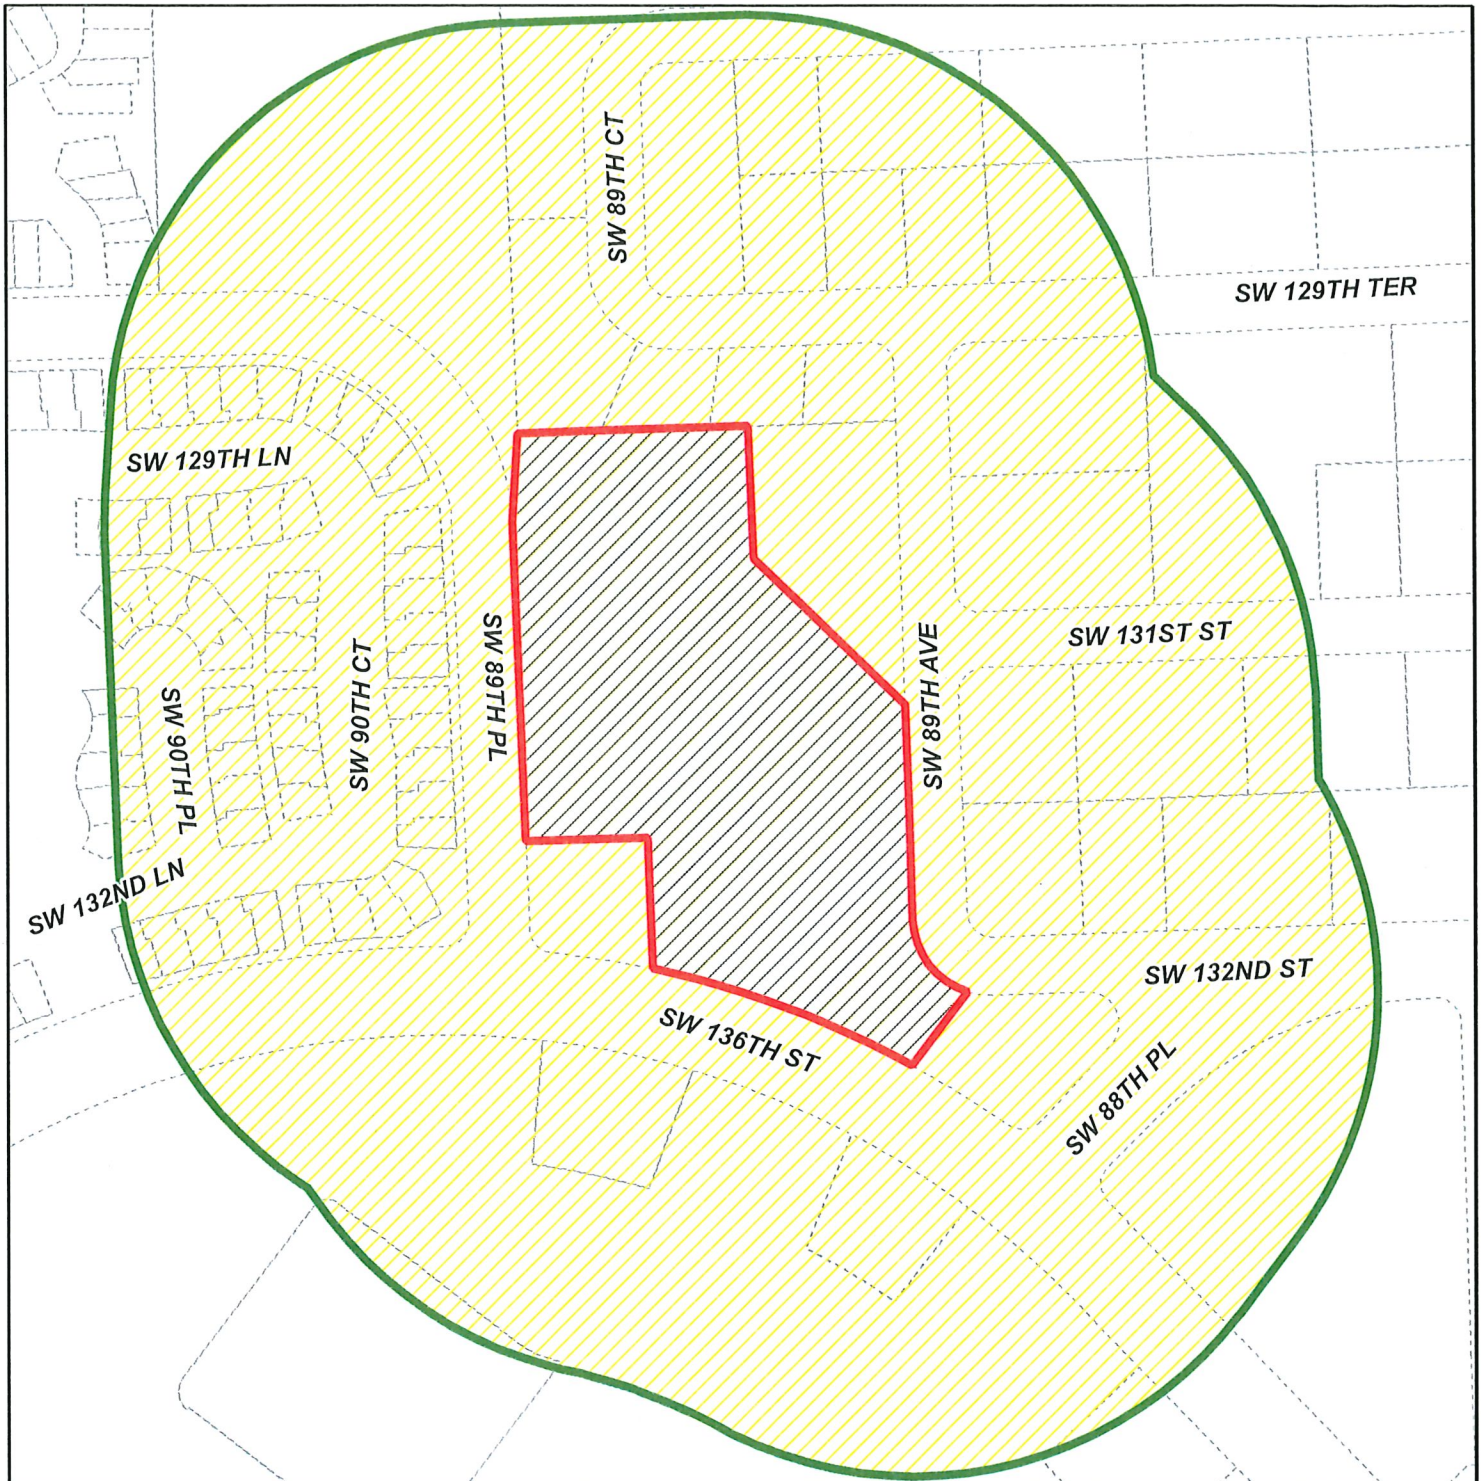 SW 89TH CT
SW 129TH TER
SW 129TH LN
SW 89TH PL
SW 131ST ST
SW 89TH AVE
SW 90TH CT
SW 90TH PL
SW 132ND LN
SW 132ND ST
SW 136TH ST
SW 88TH PL